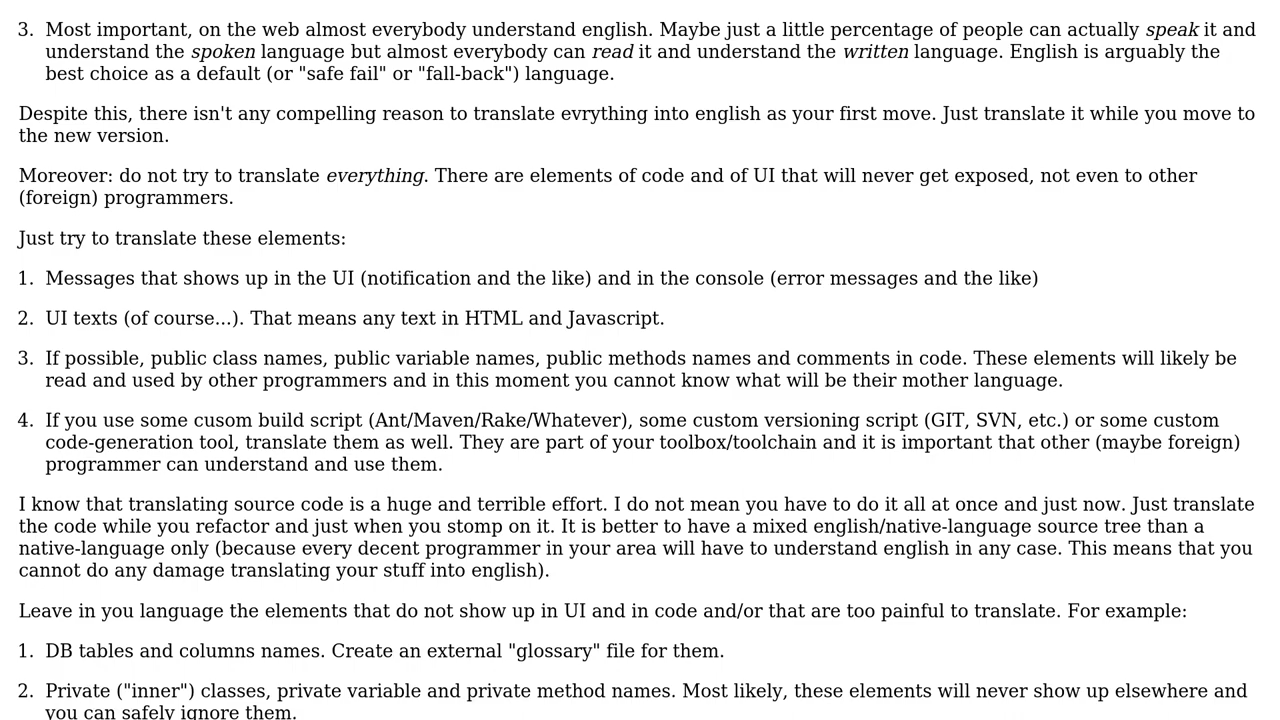 3. Most important, on the web almost everybody understand english. Maybe just a little percentage of people can actually speak it and
understand the spoken language but almost everybody can read it and understand the written language. English is arguably the
best choice as a default (or "safe fail" or "fall-back") language.
Despite this, there isn't any compelling reason to translate evrything into english as your first move. Just translate it while you move to
the new version.
Moreover: do not try to translate everything. There are elements of code and of UI that will never get exposed, not even to other
(foreign) programmers.
Just try to translate these elements:
1. Messages that shows up in the UI (notification and the like) and in the console (error messages and the like)
2. UI texts (of course...). That means any text in HTML and Javascript.
3. If possible, public class names, public variable names, public methods names and comments in code. These elements will likely be
read and used by other programmers and in this moment you cannot know what will be their mother language.
4. If you use some cusom build script (Ant/Maven/Rake/Whatever), some custom versioning script (GIT, SVN, etc.) or some custom
code-generation tool, translate them as well. They are part of your toolbox/toolchain and it is important that other (maybe foreign)
programmer can understand and use them.
I know that translating source code is a huge and terrible effort. I do not mean you have to do it all at once and just now. Just translate
the code while you refactor and just when you stomp on it. It is better to have a mixed english/native-language source tree than a
native-language only (because every decent programmer in your area will have to understand english in any case. This means that you
cannot do any damage translating your stuff into english).
Leave in you language the elements that do not show up in UI and in code and/or that are too painful to translate. For example:
1. DB tables and columns names. Create an external "glossary" file for them.
2. Private ("inner") classes, private variable and private method names. Most likely, these elements will never show up elsewhere and
you can safely ignore them.